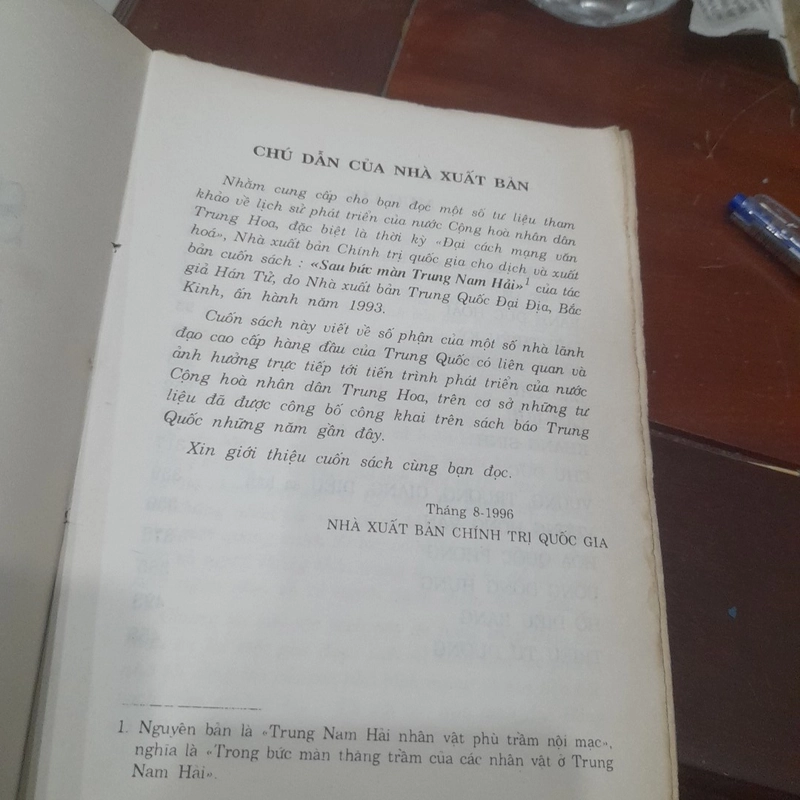 CHÚ DẪN CỦA NHÀ XUẤT BẢN
Nhằm cung cấp cho bạn đọc một số tư liệu tham
khảo về lịch sử phát triển của nước Cộng hoà nhân dân
Trung Hoa, đặc biệt là thời kỳ «Đại cách mạng văn
hoá», Nhà xuất bản Chính trị quốc gia cho dịch và xuất
bản cuốn sách : «Sau bức màn Trung Nam Hải»¹ của tác
giả Hán Tử, do Nhà xuất bản Trung Quốc Đại Địa, Bắc
Kinh, ấn hành năm 1993.
Cuốn sách này viết về số phận của một số nhà lãnh
đạo cao cấp hàng đầu của Trung Quốc có liên quan và
ảnh hưởng trực tiếp tới tiến trình phát triển của nước
Cộng hoà nhân dân Trung Hoa, trên cơ sở những tư
liệu đã được công bố công khai trên sách báo Trung
Quốc những năm gần đây.
Xin giới thiệu cuốn sách cùng bạn đọc.
Tháng 8-1996
NHÀ XUẤT BẢN CHÍNH TRỊ QUỐC GIA
1. Nguyên bản là «Trung Nam Hải nhân vật phù trầm nội mạc»,
nghĩa là «Trong bức màn thăng trầm của các nhân vật ở Trung
Nam Hải».